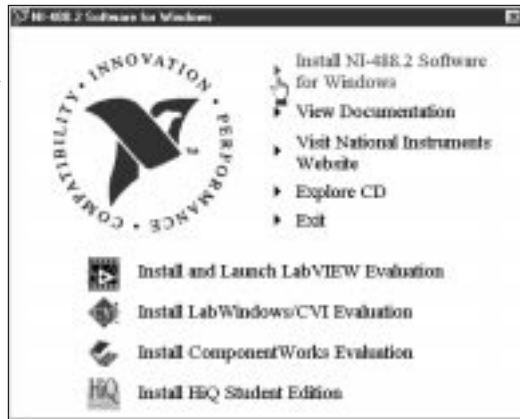 NI-488.2 Software for Windows
COMPATIBILITY · INNOVATION · PERFORMANCE ·
TM
Install NI-488.2 Software
for Windows
View Documentation
Visit National Instruments
Website
Explore CD
Exit
Install and Launch LabVIEW Evaluation
Install LabWindows/CVI Evaluation
Install ComponentWorks Evaluation
HiQ
Install HiQ Student Edition